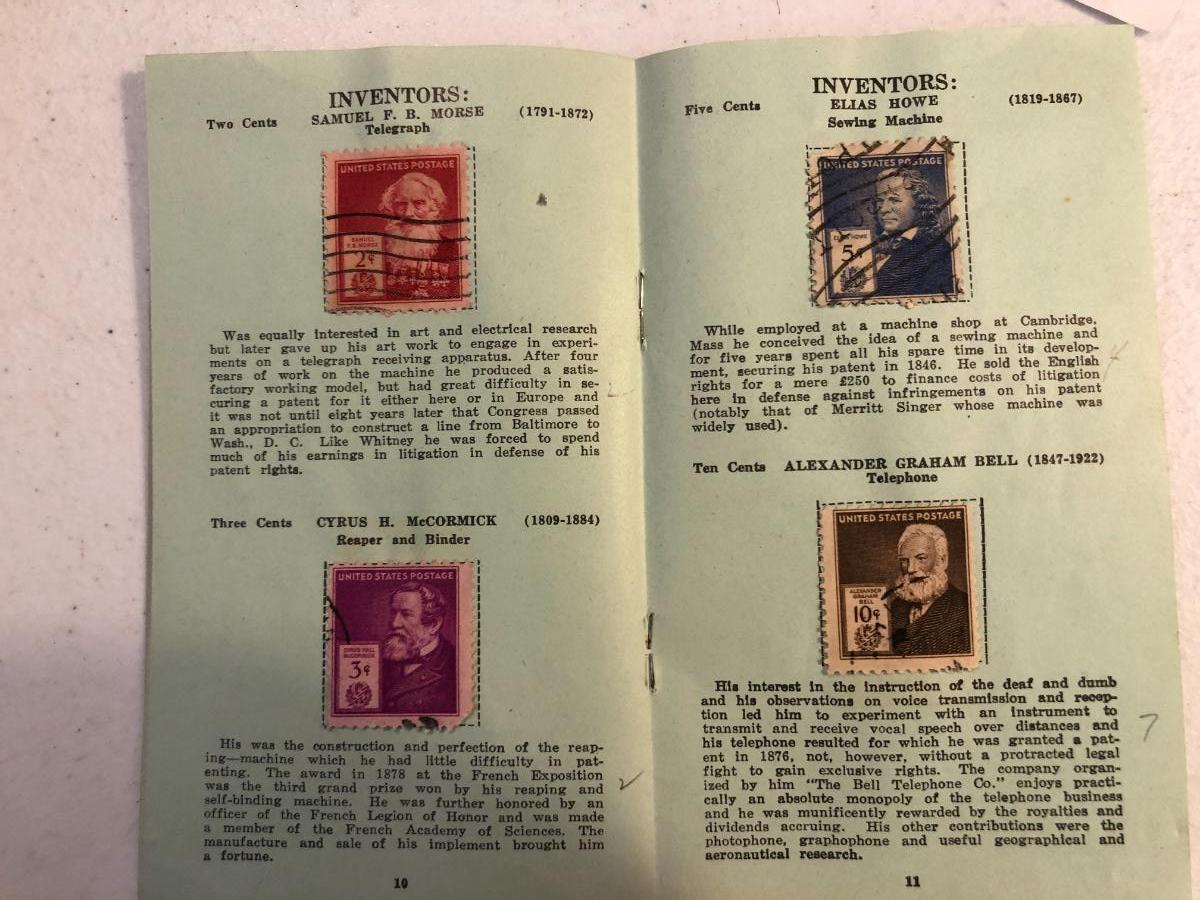 INVENTORS:
Two Cents SAMUEL F. B. MORSE (1791-1872)
Telegraph
UNITED STATES POSTAGE
SAMUEL
F.B. MORSE
2¢
Was equally interested in art and electrical research
but later gave up his art work to engage in experi-
ments on a telegraph receiving apparatus. After four
years of work on the machine he produced a satis-
factory working model, but had great difficulty in se-
curing a patent for it either here or in Europe and
it was not until eight years later that Congress passed
an appropriation to construct a line from Baltimore to
Wash., D. C. Like Whitney he was forced to spend
much of his earnings in litigation in defense of his
patent rights.
Three Cents CYRUS H. McCORMICK (1809-1884)
Reaper and Binder
UNITED STATES POSTAGE
CYRUS HALL
McCORMICK
3¢
His was the construction and perfection of the reap-
ing—machine which he had little difficulty in pat-
enting. The award in 1878 at the French Exposition
was the third grand prize won by his reaping and
self-binding machine. He was further honored by an
officer of the French Legion of Honor and was made
a member of the French Academy of Sciences. The
manufacture and sale of his implement brought him
a fortune.
2
10
INVENTORS:
Five Cents ELIAS HOWE (1819-1867)
Sewing Machine
UNITED STATES POSTAGE
ELIAS HOWE
5¢
While employed at a machine shop at Cambridge,
Mass he conceived the idea of a sewing machine and
for five years spent all his spare time in its develop-
ment, securing his patent in 1846. He sold the English
rights for a mere £250 to finance costs of litigation
here in defense against infringements on his patent
(notably that of Merritt Singer whose machine was
widely used).
Ten Cents ALEXANDER GRAHAM BELL (1847-1922)
Telephone
UNITED STATES POSTAGE
ALEXANDER
GRAHAM
BELL
10¢
His interest in the instruction of the deaf and dumb
and his observations on voice transmission and recep-
tion led him to experiment with an instrument to
transmit and receive vocal speech over distances and
his telephone resulted for which he was granted a pat-
ent in 1876, not, however, without a protracted legal
fight to gain exclusive rights. The company organ-
ized by him "The Bell Telephone Co." enjoys practi-
cally an absolute monopoly of the telephone business
and he was munificently rewarded by the royalties and
dividends accruing. His other contributions were the
photophone, graphophone and useful geographical and
aeronautical research.
7
11